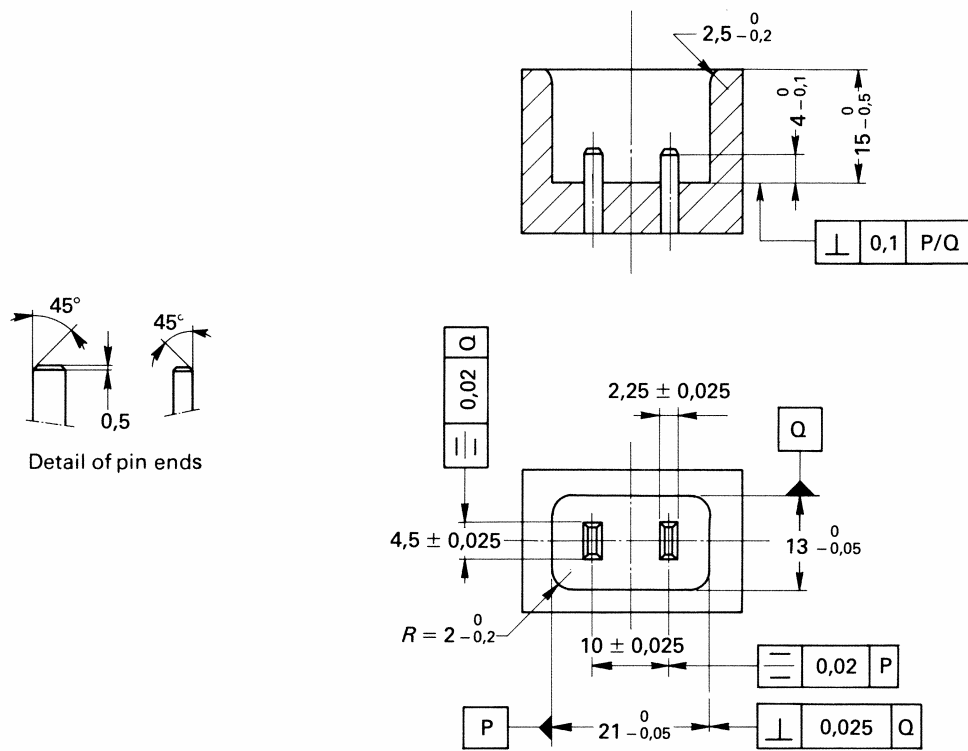 2,5 0 −0,2
4 0 −0,1
15 0 −0,5
⊥ 0,1 P/Q
45°
45°
0,5
Detail of pin ends
0,02 Q
2,25 ± 0,025
Q
4,5 ± 0,025
13 0 −0,05
R = 2 0 −0,2
10 ± 0,025
0,02 P
P
21 0 −0,05
⊥ 0,025 Q